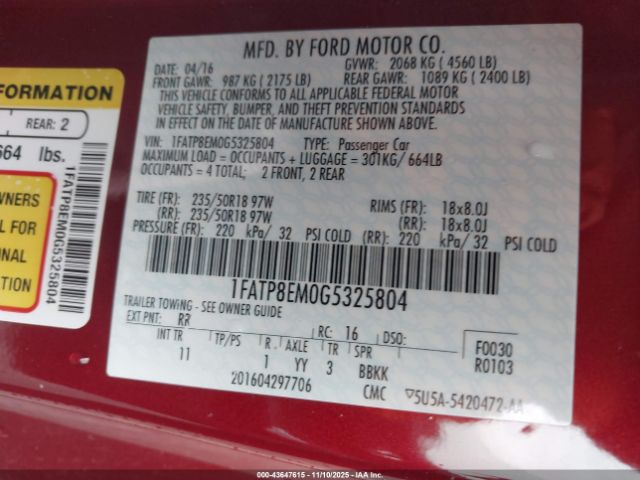 MFD. BY FORD MOTOR CO.
DATE: 04/16 GVWR: 2068 KG ( 4560 LB)
FRONT GAWR: 987 KG ( 2175 LB) REAR GAWR: 1089 KG ( 2400 LB)
THIS VEHICLE CONFORMS TO ALL APPLICABLE FEDERAL MOTOR
VEHICLE SAFETY, BUMPER, AND THEFT PREVENTION STANDARDS
IN EFFECT ON THE DATE OF MANUFACTURE SHOWN ABOVE.
VIN: 1FATP8EM0G5325804 TYPE: Passenger Car
MAXIMUM LOAD = OCCUPANTS + LUGGAGE = 301KG/ 664LB
OCCUPANTS = 4 TOTAL; 2 FRONT, 2 REAR
TIRE (FR): 235/50R18 97W RIMS (FR): 18x8.0J
(RR): 235/50R18 97W (RR): 18x8.0J
PRESSURE (FR): 220 kPa/ 32 PSI COLD (RR): 220 kPa/ 32 PSI COLD
1FATP8EM0G5325804
TRAILER TOWING - SEE OWNER GUIDE
EXT PNT: RR RC: 16 DSO: F0030
INT TR TP/PS R. AXLE TR SPR R0103
11 1 YY 3 BBKK
201604297706 CMC 5U5A-5420472-AA
FORMATION
REAR: 2
664 lbs.
WNERS
L FOR
ONAL
ATION
1FATP8EM0G5325804
000-43647615 - 11/10/2025 - IAAHQCORPORATE